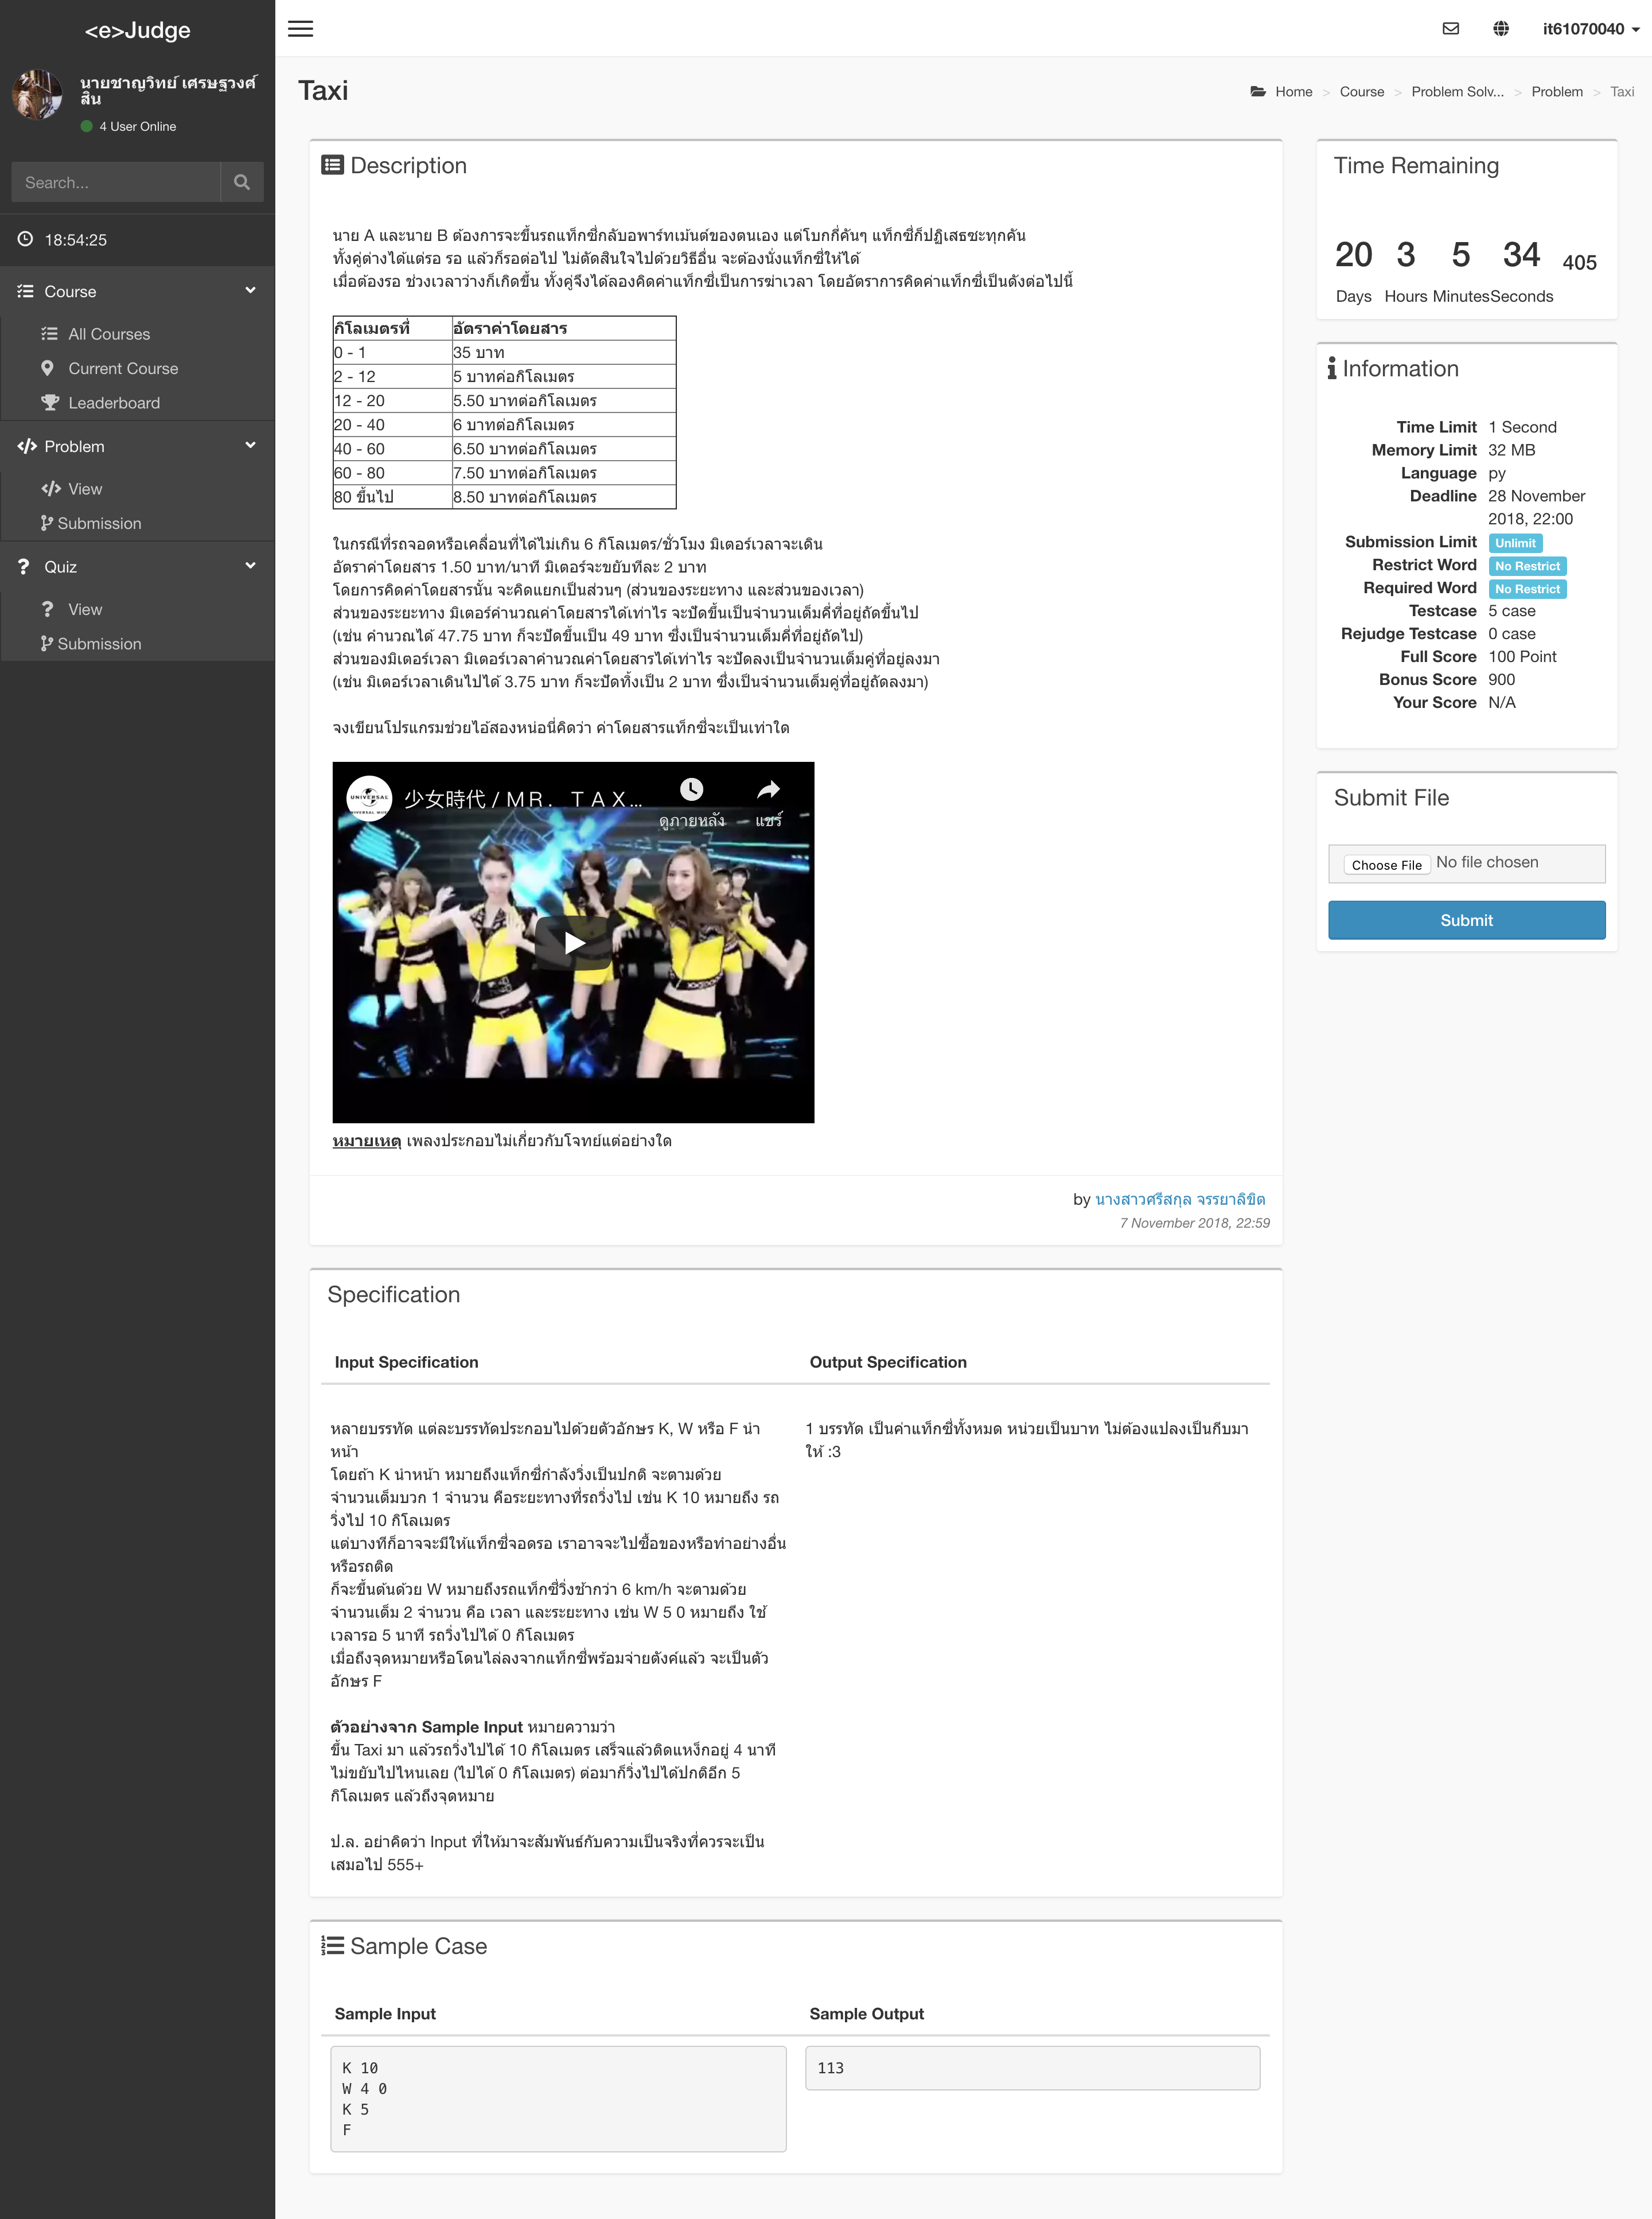 <e>Judge
it61070040
นายชาญวิทย์ เศรษฐวงศ์
สิน
4 User Online
Search...
18:54:25
Course
All Courses
Current Course
Leaderboard
Problem
View
Submission
Quiz
View
Submission
Taxi
Home > Course > Problem Solv... > Problem > Taxi
Description
นาย A และนาย B ต้องการจะขึ้นรถแท็กซี่กลับอพาร์ทเม้นต์ของตนเอง แต่โบกกี่คันๆ แท็กซี่ก็ปฏิเสธซะทุกคัน
ทั้งคู่ต่างได้แต่รอ รอ แล้วก็รอต่อไป ไม่ตัดสินใจไปด้วยวิธีอื่น จะต้องนั่งแท็กซี่ให้ได้
เมื่อต้องรอ ช่วงเวลาว่างก็เกิดขึ้น ทั้งคู่จึงได้ลองคิดค่าแท็กซี่เป็นการฆ่าเวลา โดยอัตราการคิดค่าแท็กซี่เป็นดังต่อไปนี้
กิโลเมตรที่ อัตราค่าโดยสาร
0 - 1 35 บาท
2 - 12 5 บาทค่อกิโลเมตร
12 - 20 5.50 บาทต่อกิโลเมตร
20 - 40 6 บาทต่อกิโลเมตร
40 - 60 6.50 บาทต่อกิโลเมตร
60 - 80 7.50 บาทต่อกิโลเมตร
80 ขึ้นไป 8.50 บาทต่อกิโลเมตร
ในกรณีที่รถจอดหรือเคลื่อนที่ได้ไม่เกิน 6 กิโลเมตร/ชั่วโมง มิเตอร์เวลาจะเดิน
อัตราค่าโดยสาร 1.50 บาท/นาที มิเตอร์จะขยับทีละ 2 บาท
โดยการคิดค่าโดยสารนั้น จะคิดแยกเป็นส่วนๆ (ส่วนของระยะทาง และส่วนของเวลา)
ส่วนของระยะทาง มิเตอร์คำนวณค่าโดยสารได้เท่าไร จะปัดขึ้นเป็นจำนวนเต็มคี่ที่อยู่ถัดขึ้นไป
(เช่น คำนวณได้ 47.75 บาท ก็จะปัดขึ้นเป็น 49 บาท ซึ่งเป็นจำนวนเต็มคี่ที่อยู่ถัดไป)
ส่วนของมิเตอร์เวลา มิเตอร์เวลาคำนวณค่าโดยสารได้เท่าไร จะปัดลงเป็นจำนวนเต็มคู่ที่อยู่ลงมา
(เช่น มิเตอร์เวลาเดินไปได้ 3.75 บาท ก็จะปัดทิ้งเป็น 2 บาท ซึ่งเป็นจำนวนเต็มคู่ที่อยู่ถัดลงมา)
จงเขียนโปรแกรมช่วยไอ้สองหน่อนี่คิดว่า ค่าโดยสารแท็กซี่จะเป็นเท่าใด
UNIVERSAL
少女時代 / ＭＲ．　ＴＡＸ...
ดูภายหลัง
แชร์
หมายเหตุ เพลงประกอบไม่เกี่ยวกับโจทย์แต่อย่างใด
by นางสาวศรีสกุล จรรยาลิขิต
7 November 2018, 22:59
Time Remaining
20 3 5 34 405
Days Hours Minutes Seconds
Information
Time Limit 1 Second
Memory Limit 32 MB
Language py
Deadline 28 November
2018, 22:00
Submission Limit Unlimit
Restrict Word No Restrict
Required Word No Restrict
Testcase 5 case
Rejudge Testcase 0 case
Full Score 100 Point
Bonus Score 900
Your Score N/A
Submit File
Choose File No file chosen
Submit
Specification
Input Specification
หลายบรรทัด แต่ละบรรทัดประกอบไปด้วยตัวอักษร K, W หรือ F นำ
หน้า
โดยถ้า K นำหน้า หมายถึงแท็กซี่กำลังวิ่งเป็นปกติ จะตามด้วย
จำนวนเต็มบวก 1 จำนวน คือระยะทางที่รถวิ่งไป เช่น K 10 หมายถึง รถ
วิ่งไป 10 กิโลเมตร
แต่บางทีก็อาจจะมีให้แท็กซี่จอดรอ เราอาจจะไปซื้อของหรือทำอย่างอื่น
หรือรถติด
ก็จะขึ้นต้นด้วย W หมายถึงรถแท็กซี่วิ่งช้ากว่า 6 km/h จะตามด้วย
จำนวนเต็ม 2 จำนวน คือ เวลา และระยะทาง เช่น W 5 0 หมายถึง ใช้
เวลารอ 5 นาที รถวิ่งไปได้ 0 กิโลเมตร
เมื่อถึงจุดหมายหรือโดนไล่ลงจากแท็กซี่พร้อมจ่ายตังค์แล้ว จะเป็นตัว
อักษร F
ตัวอย่างจาก Sample Input หมายความว่า
ขึ้น Taxi มา แล้วรถวิ่งไปได้ 10 กิโลเมตร เสร็จแล้วติดแหง็กอยู่ 4 นาที
ไม่ขยับไปไหนเลย (ไปได้ 0 กิโลเมตร) ต่อมาก็วิ่งไปได้ปกติอีก 5
กิโลเมตร แล้วถึงจุดหมาย
ป.ล. อย่าคิดว่า Input ที่ให้มาจะสัมพันธ์กับความเป็นจริงที่ควรจะเป็น
เสมอไป 555+
Output Specification
1 บรรทัด เป็นค่าแท็กซี่ทั้งหมด หน่วยเป็นบาท ไม่ต้องแปลงเป็นกีบมา
ให้ :3
Sample Case
Sample Input
K 10
W 4 0
K 5
F
Sample Output
113